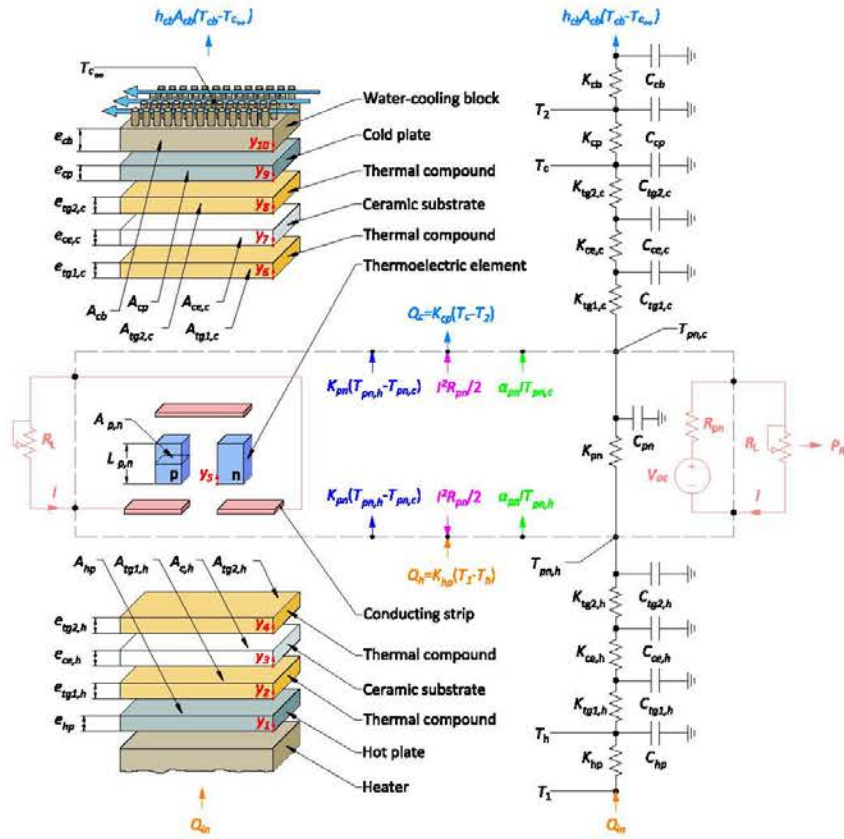 h_cb A_cb (T_cb-T_c∞)
h_cb A_cb (T_cb-T_c∞)
T_c∞
Water-cooling block
Cold plate
Thermal compound
Ceramic substrate
Thermal compound
Thermoelectric element
e_cb
e_cp
e_tg2,c
e_ce,c
e_tg1,c
y_10
y_9
y_8
y_7
y_6
A_cb
A_cp
A_tg2,c
A_ce,c
A_tg1,c
K_cb
C_cb
T_2
K_cp
C_cp
T_c
K_tg2,c
C_tg2,c
K_ce,c
C_ce,c
K_tg1,c
C_tg1,c
T_pn,c
Q_c=K_cp(T_c-T_2)
K_pn(T_pn,h-T_pn,c)
I²R_pn/2
α_pn I T_pn,c
R_L
I
A_p,n
L_p,n
p
n
y_5
K_pn
C_pn
R_pn
V_oc
R_L
I
K_pn(T_pn,h-T_pn,c)
I²R_pn/2
α_pn I T_pn,h
Q_h=K_hp(T_1-T_h)
T_pn,h
A_hp
A_tg1,h
A_c,h
A_tg2,h
e_tg2,h
e_ce,h
e_tg1,h
e_hp
y_4
y_3
y_2
y_1
Conducting strip
Thermal compound
Ceramic substrate
Thermal compound
Hot plate
Heater
K_tg2,h
C_tg2,h
K_ce,h
C_ce,h
K_tg1,h
C_tg1,h
T_h
K_hp
C_hp
T_1
Q_in
Q_in